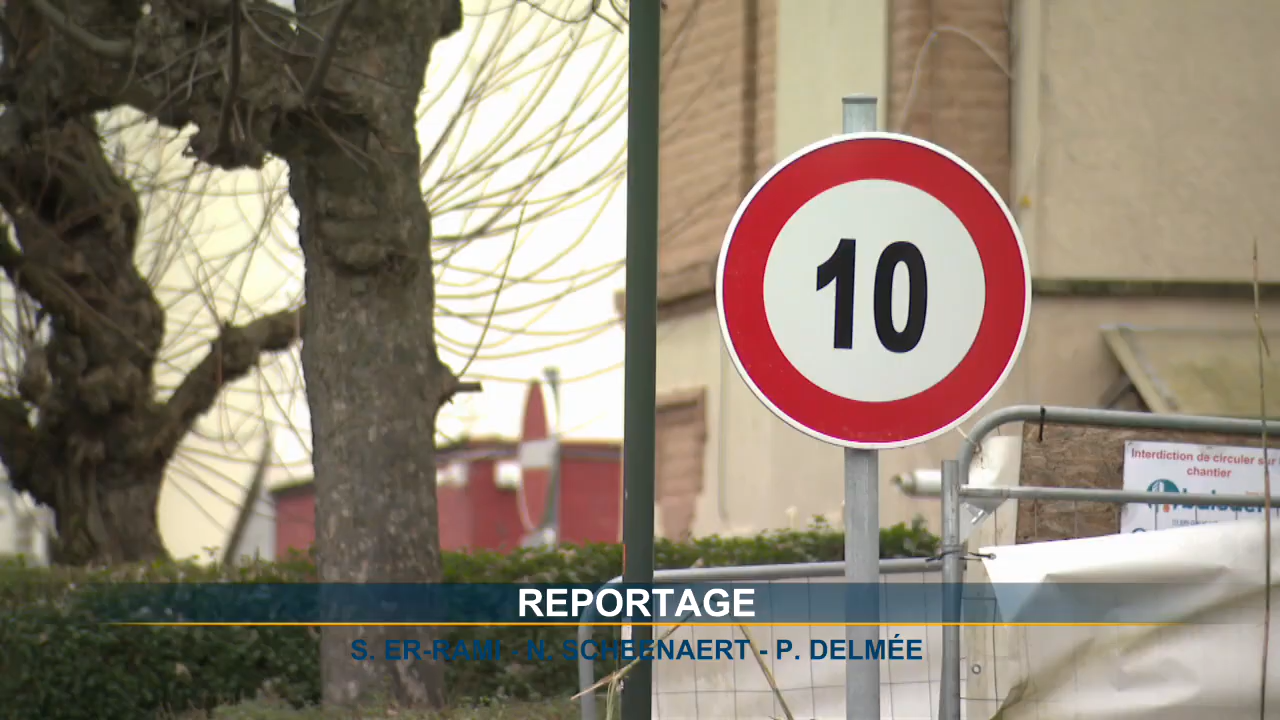 10
Interdiction de circuler sur
chantier
REPORTAGE
S. ER-RAMI - N. SCHEENAERT - P. DELMÉE